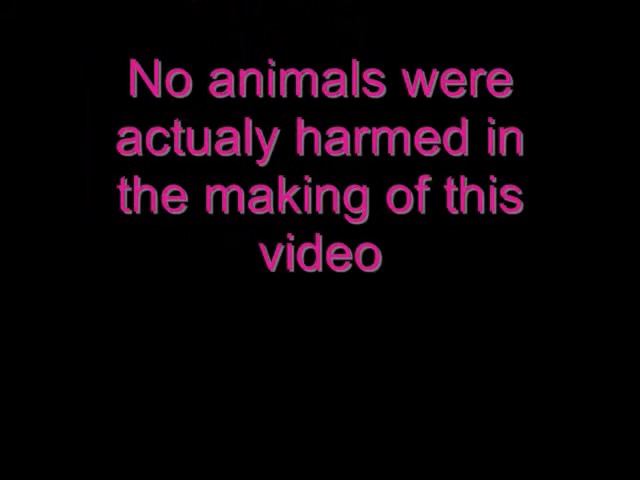 No animals were
actualy harmed in
the making of this
video